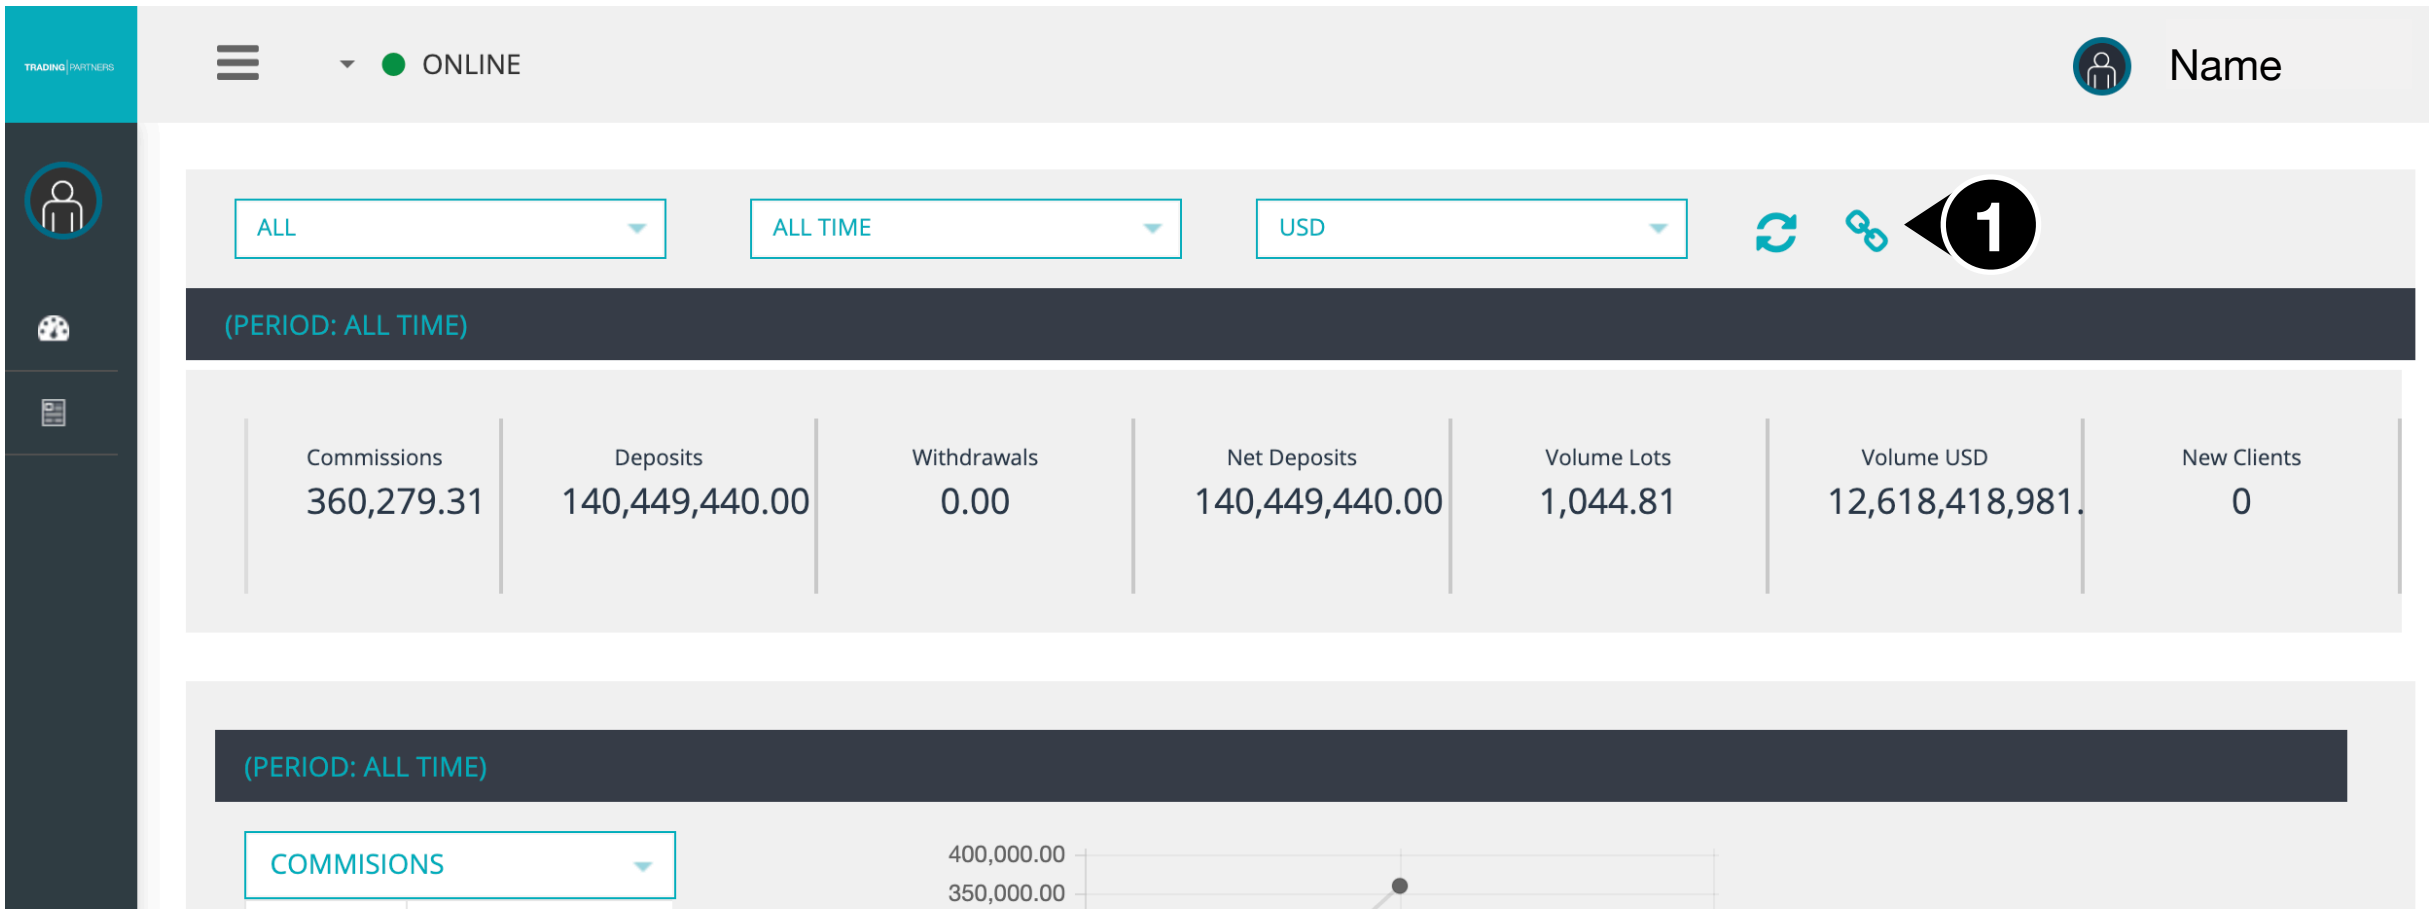 TRADING PARTNERS
ONLINE
Name
ALL
ALL TIME
USD
1
(PERIOD: ALL TIME)
Commissions
360,279.31
Deposits
140,449,440.00
Withdrawals
0.00
Net Deposits
140,449,440.00
Volume Lots
1,044.81
Volume USD
12,618,418,981.
New Clients
0
(PERIOD: ALL TIME)
COMMISIONS
400,000.00
350,000.00